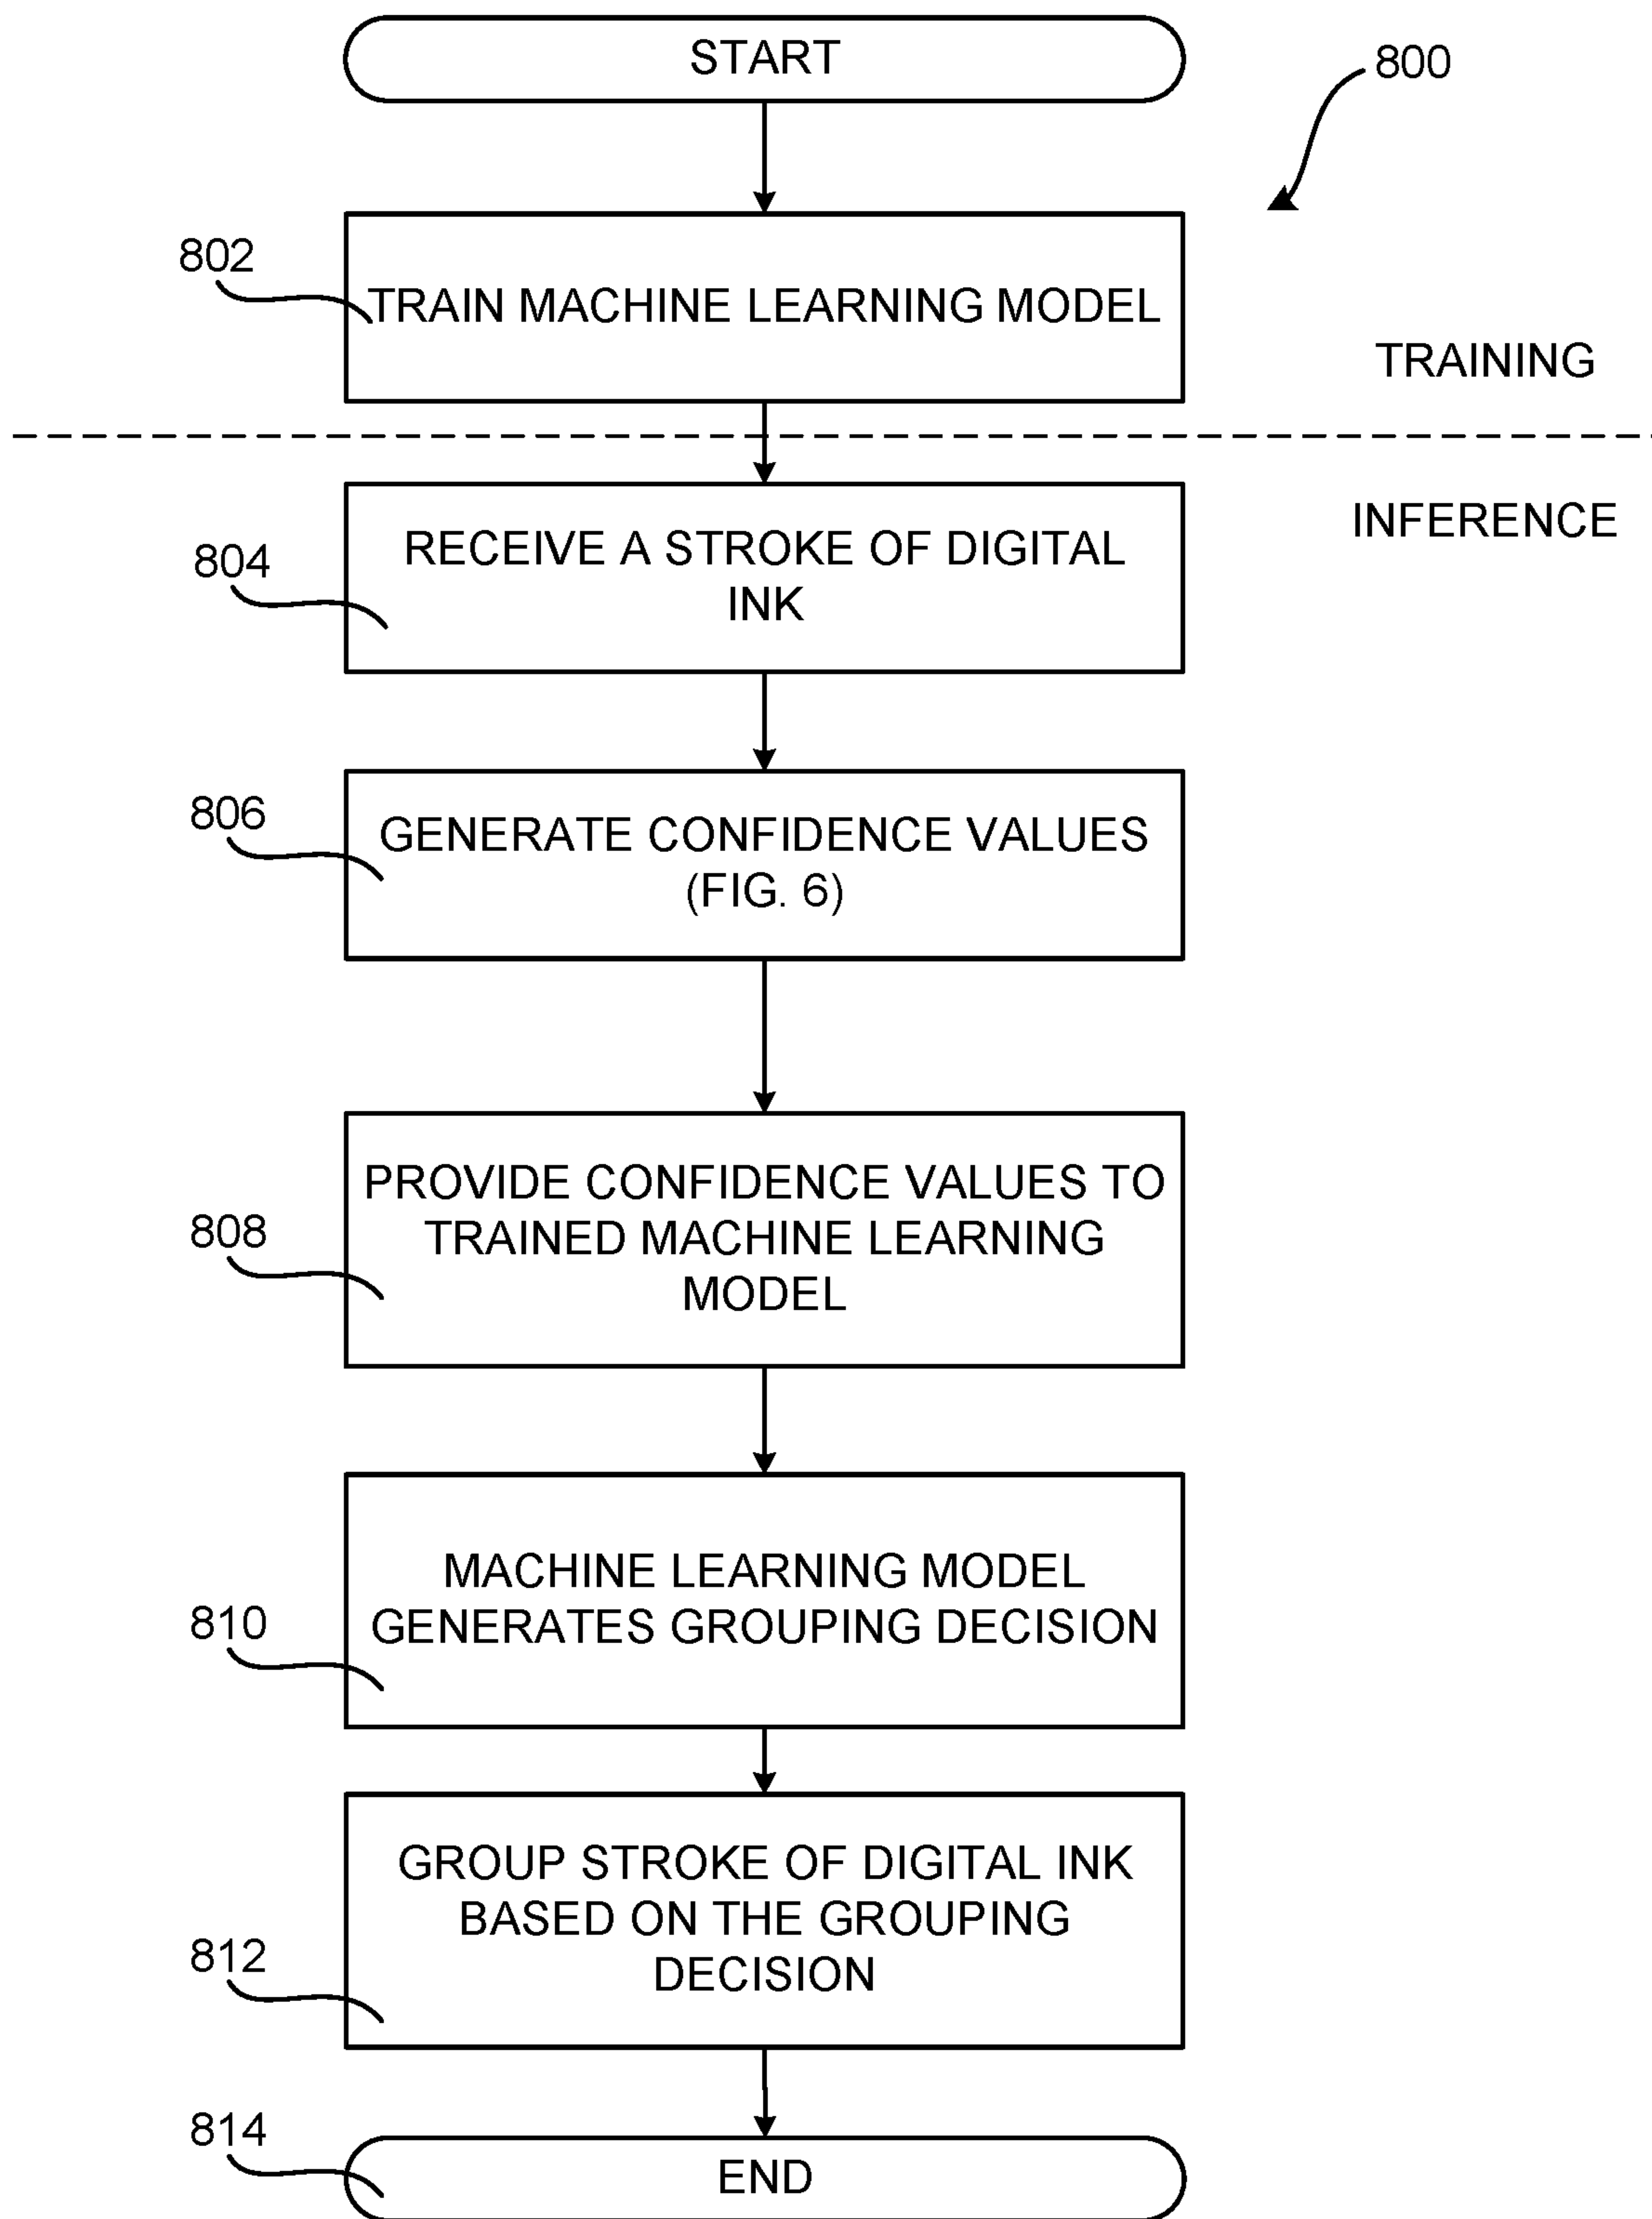 START
800
802
TRAIN MACHINE LEARNING MODEL
TRAINING
INFERENCE
804
RECEIVE A STROKE OF DIGITAL
INK
806
GENERATE CONFIDENCE VALUES
(FIG. 6)
808
PROVIDE CONFIDENCE VALUES TO
TRAINED MACHINE LEARNING
MODEL
810
MACHINE LEARNING MODEL
GENERATES GROUPING DECISION
812
GROUP STROKE OF DIGITAL INK
BASED ON THE GROUPING
DECISION
814
END